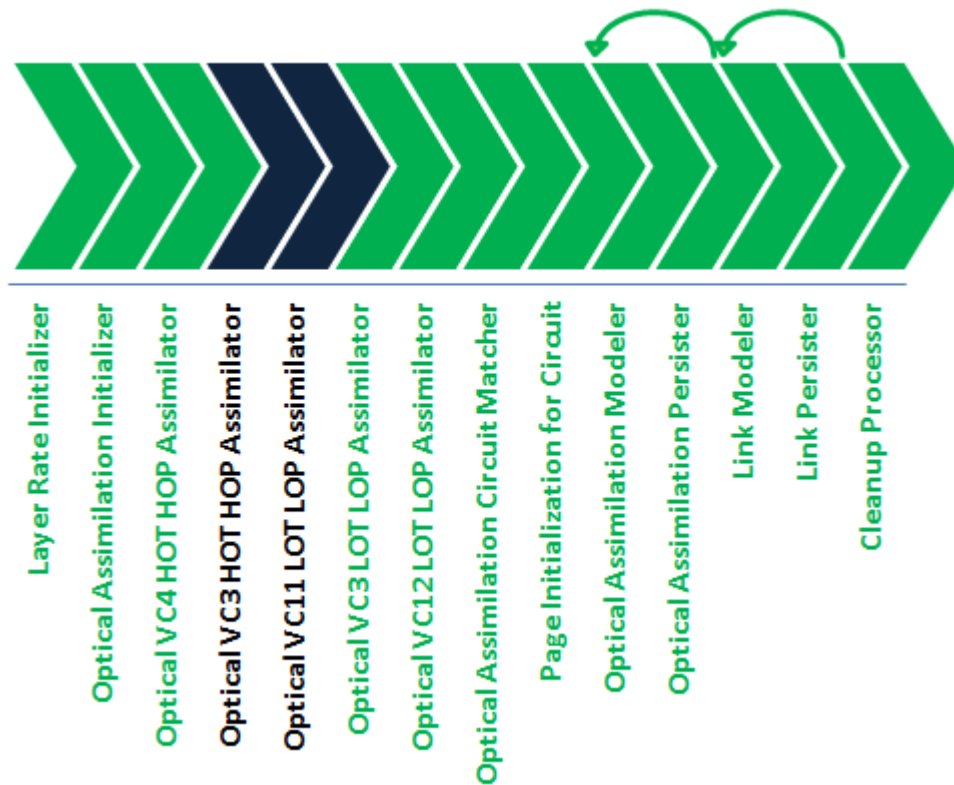 Layer Rate Initializer
Optical Assimilation Initializer
Optical VC4 HOT HOP Assimilator
Optical VC3 HOT HOP Assimilator
Optical VC11 LOT LOP Assimilator
Optical VC3 LOT LOP Assimilator
Optical VC12 LOT LOP Assimilator
Optical Assimilation Circuit Matcher
Page Initialization for Circuit
Optical Assimilation Modeler
Optical Assimilation Persister
Link Modeler
Link Persister
Cleanup Processor